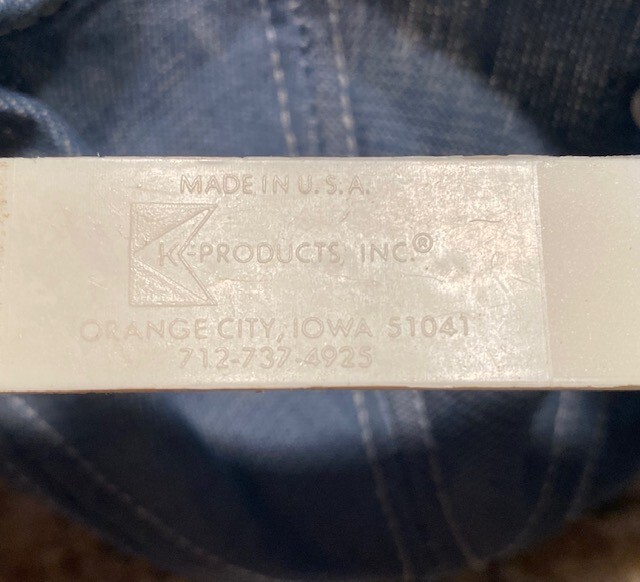 MADE IN U.S.A.
K-PRODUCTS, INC.®
ORANGE CITY, IOWA 51041
712-737-4925